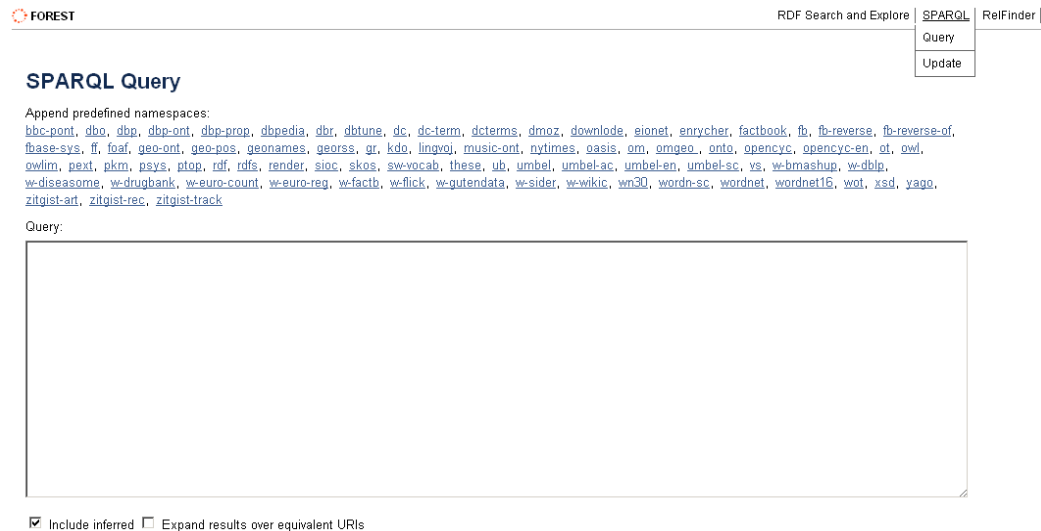 FOREST
RDF Search and Explore | SPARQL | RelFinder |
Query
Update
SPARQL Query
Append predefined namespaces:
bbc-pont, dbo, dbp, dbp-ont, dbp-prop, dbpedia, dbr, dbtune, dc, dc-term, dcterms, dmoz, downlode, eionet, enrycher, factbook, fb, fb-reverse, fb-reverse-of,
fbase-sys, ff, foaf, geo-ont, geo-pos, geonames, georss, gr, kdo, lingvoj, music-ont, nytimes, oasis, om, omgeo , onto, opencyc, opencyc-en, ot, owl,
owlim, pext, pkm, psys, ptop, rdf, rdfs, render, sioc, skos, sw-vocab, these, ub, umbel, umbel-ac, umbel-en, umbel-sc, vs, w-bmashup, w-dblp,
w-diseasome, w-drugbank, w-euro-count, w-euro-reg, w-factb, w-flick, w-gutendata, w-sider, w-wikic, wn30, wordn-sc, wordnet, wordnet16, wot, xsd, yago,
zitgist-art, zitgist-rec, zitgist-track
Query:
Include inferred Expand results over equivalent URIs